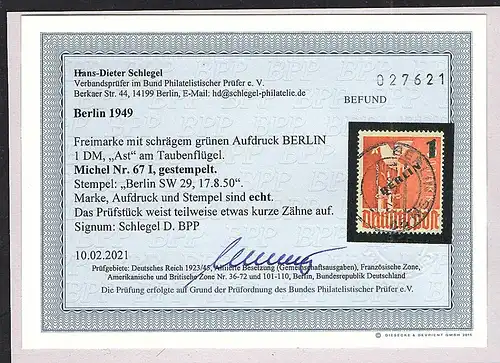 Hans-Dieter Schlegel
Verbandsprüfer im Bund Philatelistischer Prüfer e. V.
Berkaer Str. 44, 14199 Berlin, E-Mail: hd@schlegel-philatelie.de
027621
BEFUND
Berlin 1949
Freimarke mit schrägem grünen Aufdruck BERLIN
1 DM, „Ast“ am Taubenflügel.
Michel Nr. 67 I, gestempelt.
Stempel: „Berlin SW 29, 17.8.50“.
Marke, Aufdruck und Stempel sind echt.
Das Prüfstück weist teilweise etwas kurze Zähne auf.
Signum: Schlegel D. BPP
1
BERLIN
BERLIN
10.02.2021
Prüfgebiete: Deutsches Reich 1923/45, Alliierte Besetzung (Gemeinschaftsausgaben), Französische Zone,
Amerikanische und Britische Zone Nr. 36-72 und 101-110, Berlin, Bundesrepublik Deutschland
Die Prüfung erfolgte auf Grund der Prüfordnung des Bundes Philatelistischer Prüfer e. V.
GIESECKE & DEVRIENT GMBH